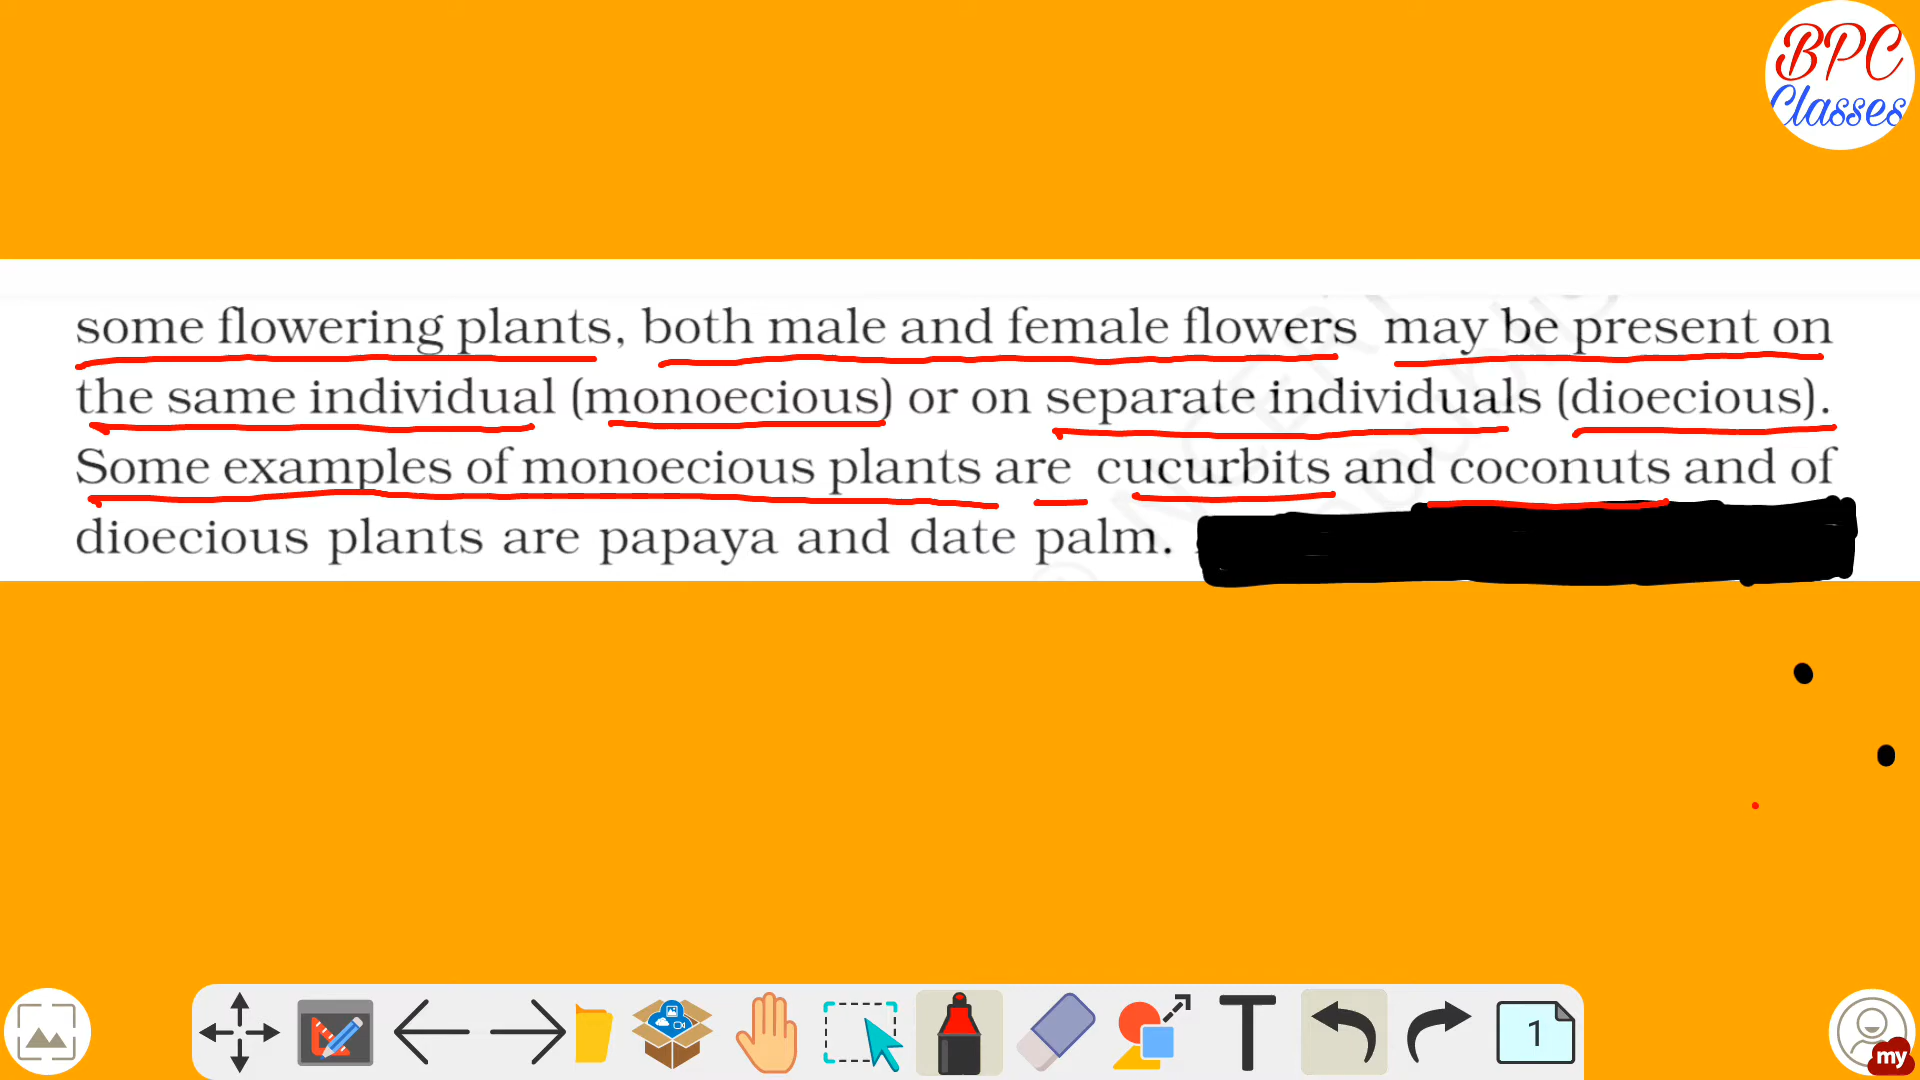 BPC
Classes
some flowering plants, both male and female flowers may be present on
the same individual (monoecious) or on separate individuals (dioecious).
Some examples of monoecious plants are cucurbits and coconuts and of
dioecious plants are papaya and date palm.
T
1
my